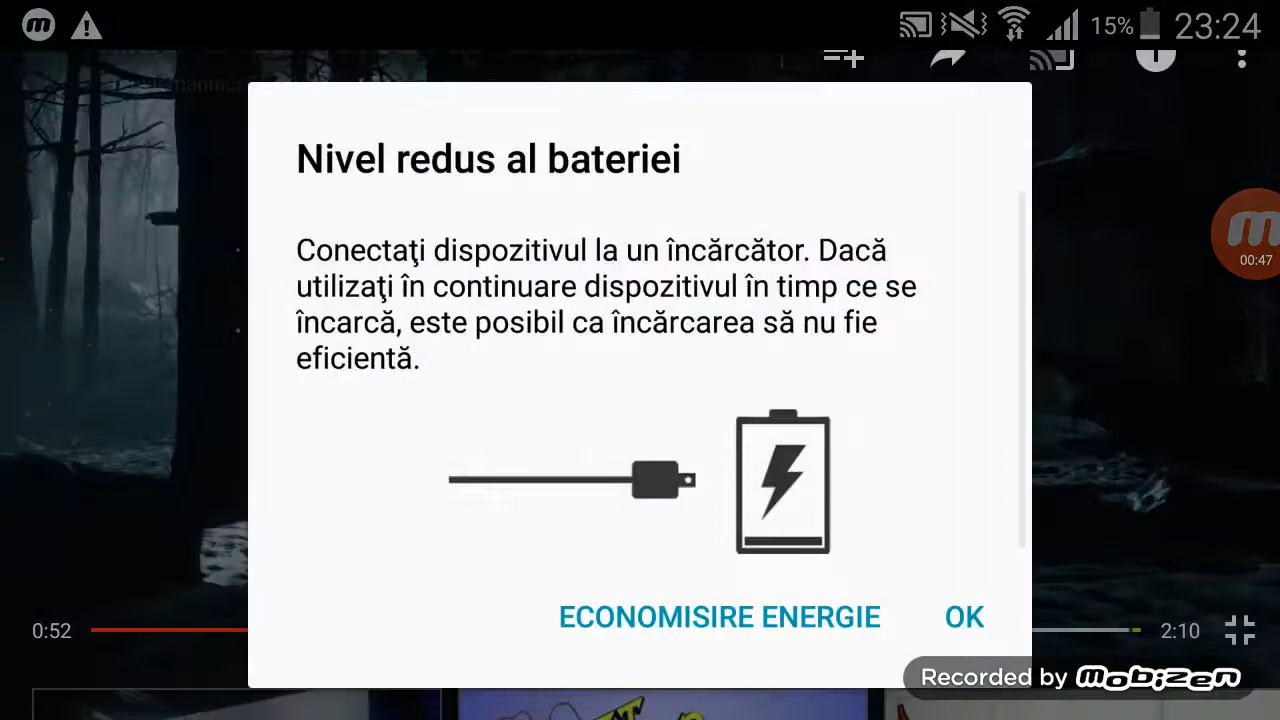 15% 23:24
Nivel redus al bateriei
Conectaţi dispozitivul la un încărcător. Dacă
utilizaţi în continuare dispozitivul în timp ce se
încarcă, este posibil ca încărcarea să nu fie
eficientă.
00:47
ECONOMISIRE ENERGIE OK
0:52 2:10
Recorded by mobizen